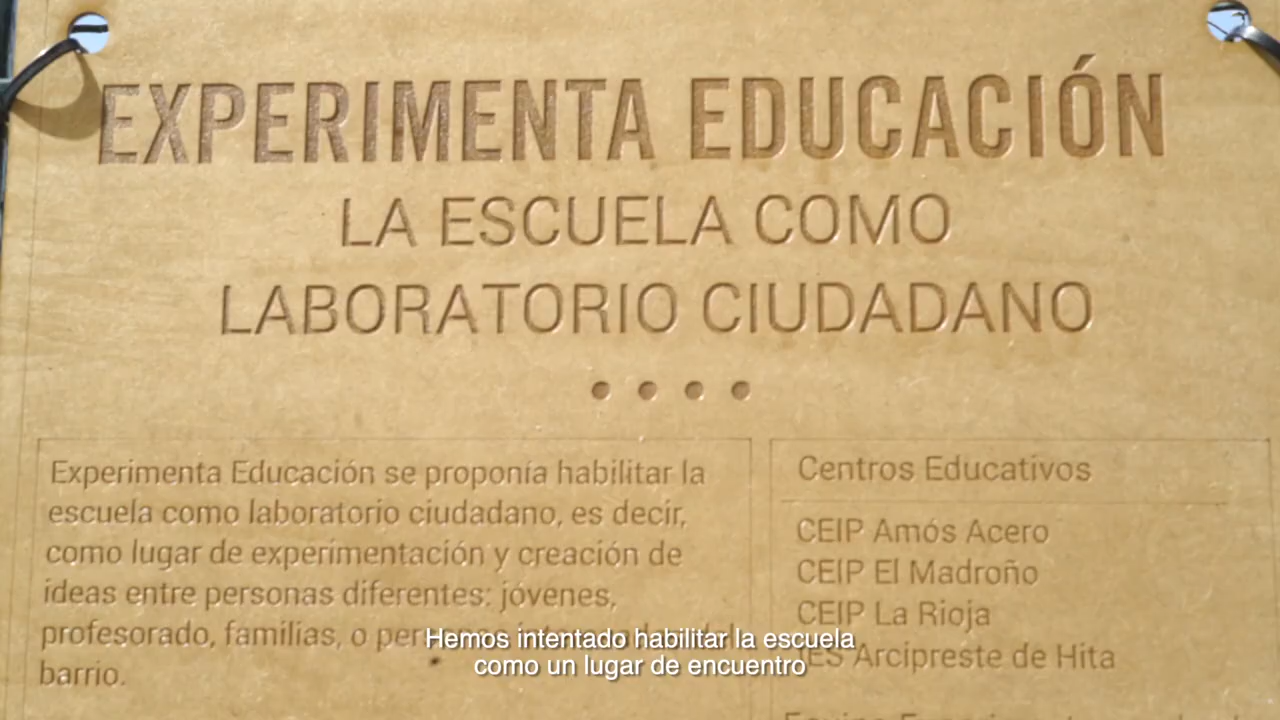 EXPERIMENTA EDUCACIÓN
LA ESCUELA COMO
LABORATORIO CIUDADANO
Experimenta Educación se proponía habilitar la
escuela como laboratorio ciudadano, es decir,
como lugar de experimentación y creación de
ideas entre personas diferentes: jóvenes,
profesorado, familias, o
barrio.
Centros Educativos
CEIP Amós Acero
CEIP El Madroño
CEIP La Rioja
IES Arcipreste de Hita
Hemos intentado habilitar la escuela
como un lugar de encuentro